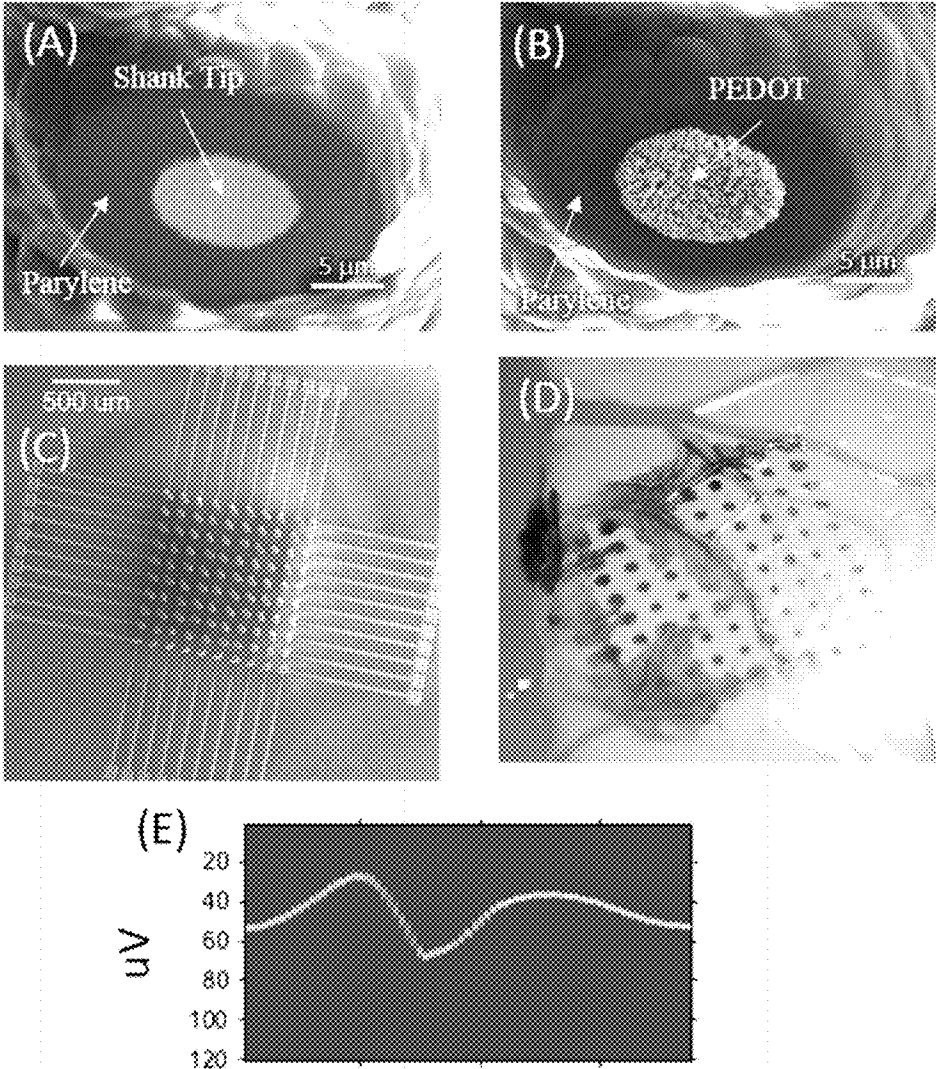 (A)
Shank Tip
Parylene
5 μm
(B)
PEDOT
Parylene
5 μm
500 um
(C)
(D)
(E)
uV
20
40
60
80
100
120